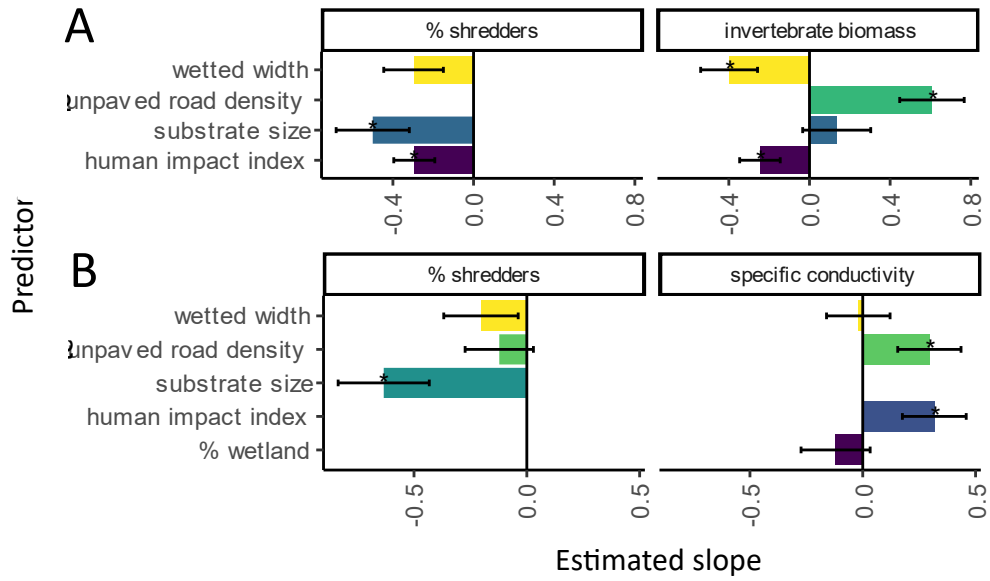 A
% shredders invertebrate biomass
wetted width
unpaved road density
substrate size
human impact index
-0.4 0.0 0.4 0.8 -0.4 0.0 0.4 0.8
Predictor
B
% shredders specific conductivity
wetted width
unpaved road density
substrate size
human impact index
% wetland
-0.5 0.0 0.5 -0.5 0.0 0.5
Estimated slope